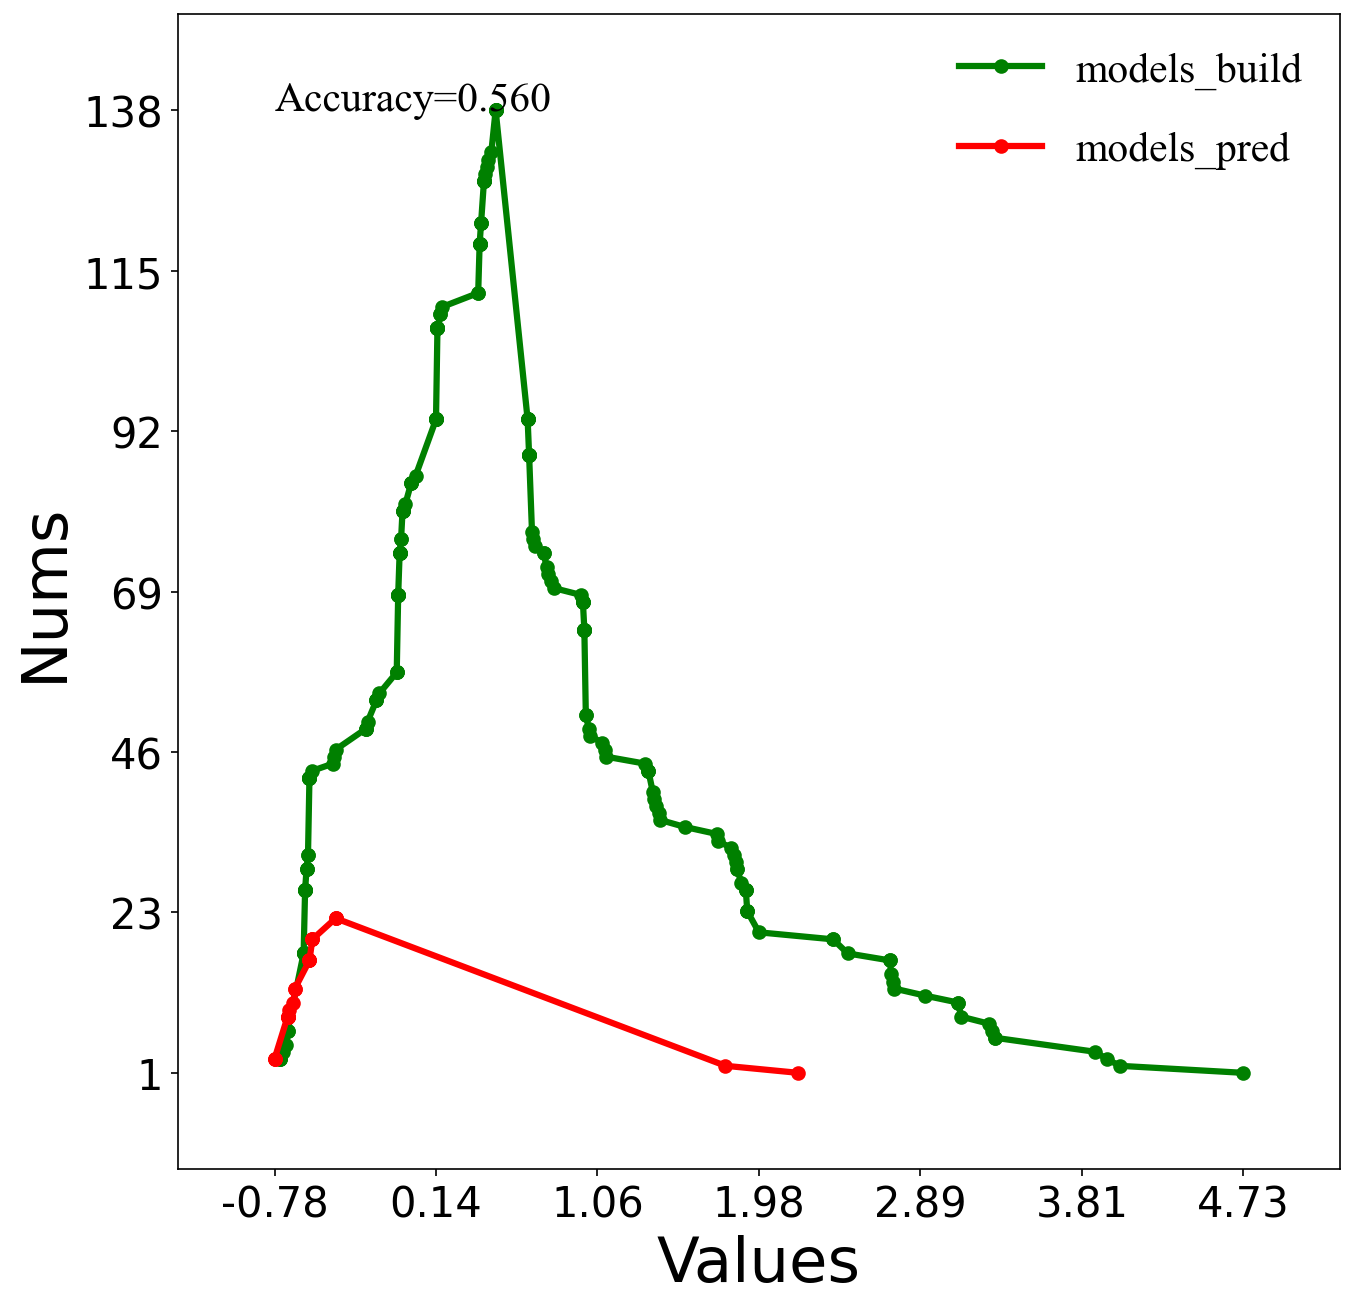 models_build
models_pred
Accuracy=0.560
138
115
92
69
46
23
1
Nums
-0.78 0.14 1.06 1.98 2.89 3.81 4.73
Values